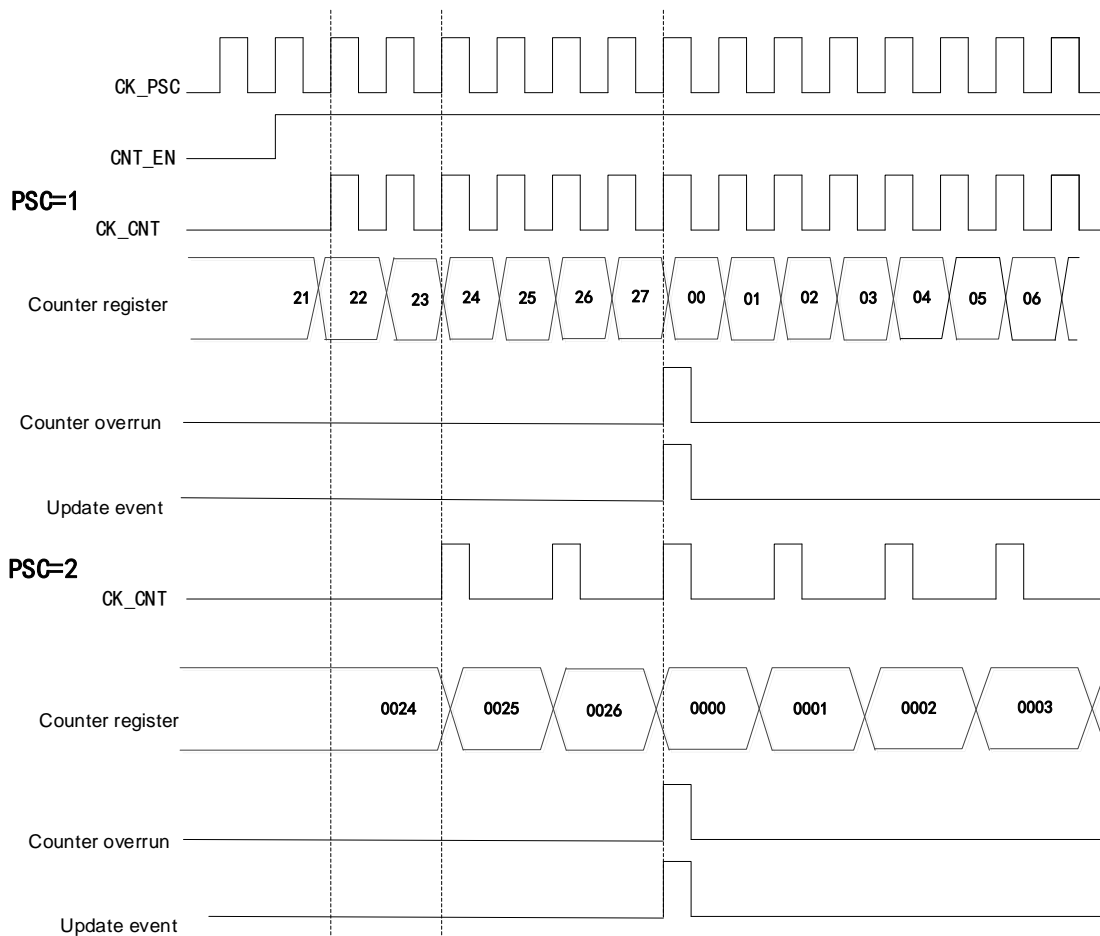 CK_PSC
CNT_EN
PSC=1
CK_CNT
Counter register 21 22 23 24 25 26 27 00 01 02 03 04 05 06
Counter overrun
Update event
PSC=2
CK_CNT
Counter register 0024 0025 0026 0000 0001 0002 0003
Counter overrun
Update event